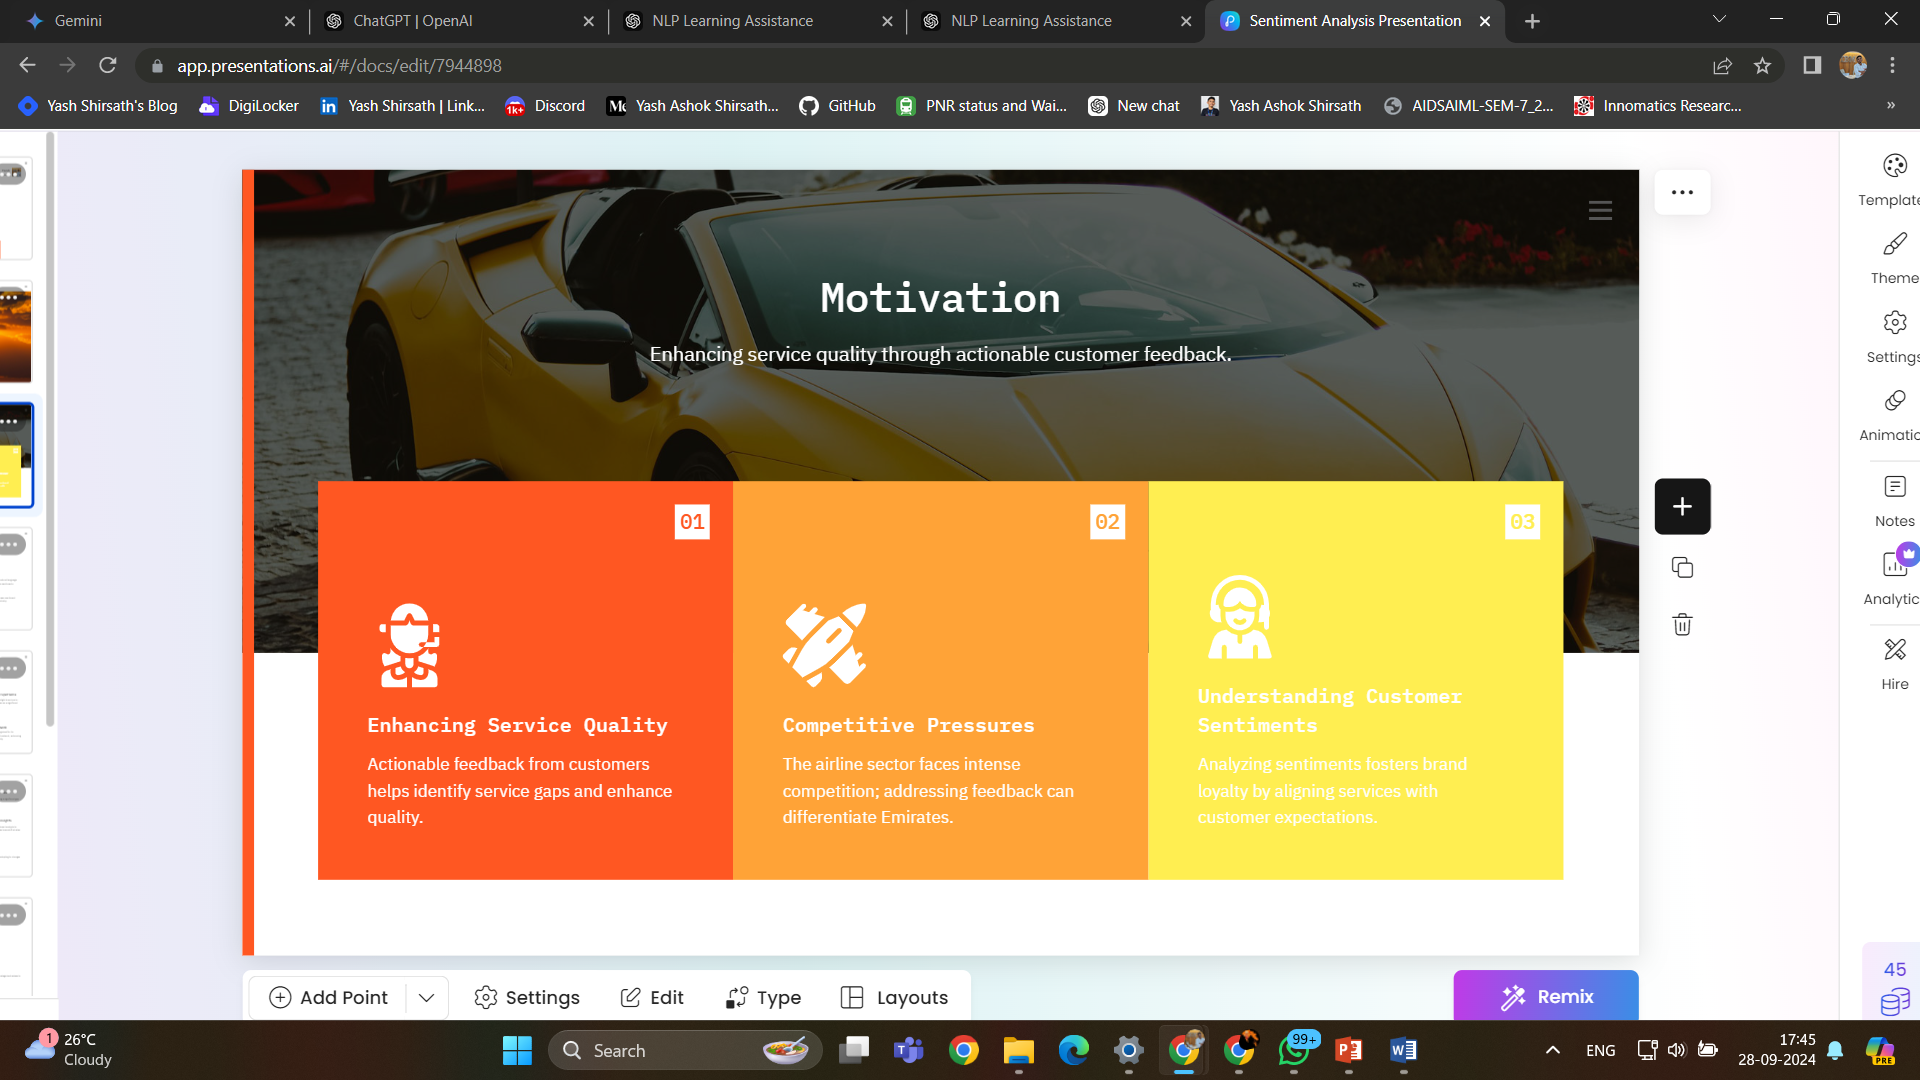 Gemini
ChatGPT | OpenAI
NLP Learning Assistance
NLP Learning Assistance
Sentiment Analysis Presentation
app.presentations.ai/#/docs/edit/7944898
Yash Shirsath's Blog
DigiLocker
Yash Shirsath | Link...
1k+
Discord
Yash Ashok Shirsath...
GitHub
PNR status and Wai...
New chat
Yash Ashok Shirsath
AIDSAIML-SEM-7_2...
Innomatics Researc...
»
Motivation
Enhancing service quality through actionable customer feedback.
01
Enhancing Service Quality
Actionable feedback from customers
helps identify service gaps and enhance
quality.
02
Competitive Pressures
The airline sector faces intense
competition; addressing feedback can
differentiate Emirates.
03
Understanding Customer
Sentiments
Analyzing sentiments fosters brand
loyalty by aligning services with
customer expectations.
Template
Theme
Settings
Animatio
Notes
Analytic
Hire
45
Add Point
Settings
Edit
Type
Layouts
Remix
1
26°C
Cloudy
Search
99+
ENG
17:45
28-09-2024
PRE